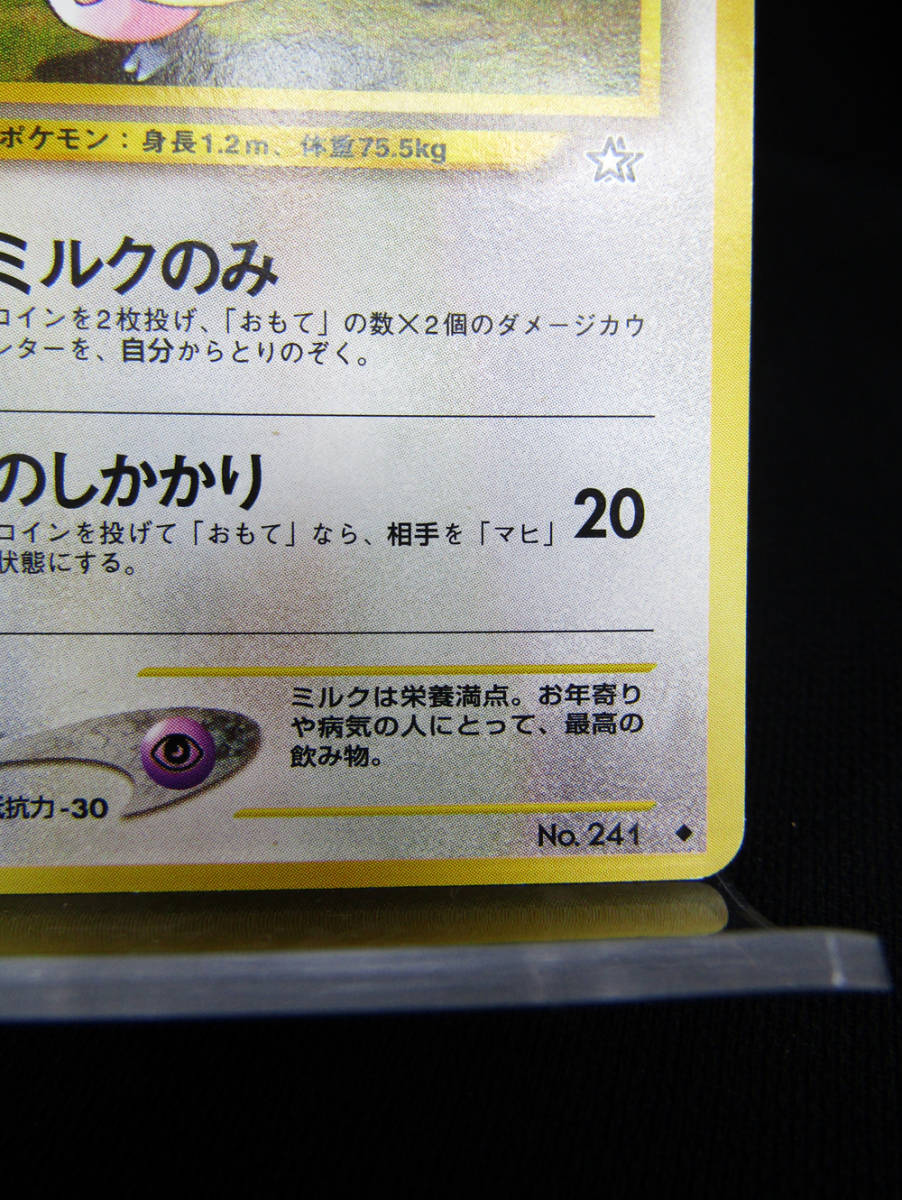 ポケモン：身長1.2m、体重75.5kg
ミルクのみ
コインを2枚投げ、「おもて」の数×2個のダメージカウ
ンターを、自分からとりのぞく。
のしかかり
20
コインを投げて「おもて」なら、相手を「マヒ」
状態にする。
ミルクは栄養満点。お年寄り
や病気の人にとって、最高の
飲み物。
抵抗力-30
No. 241